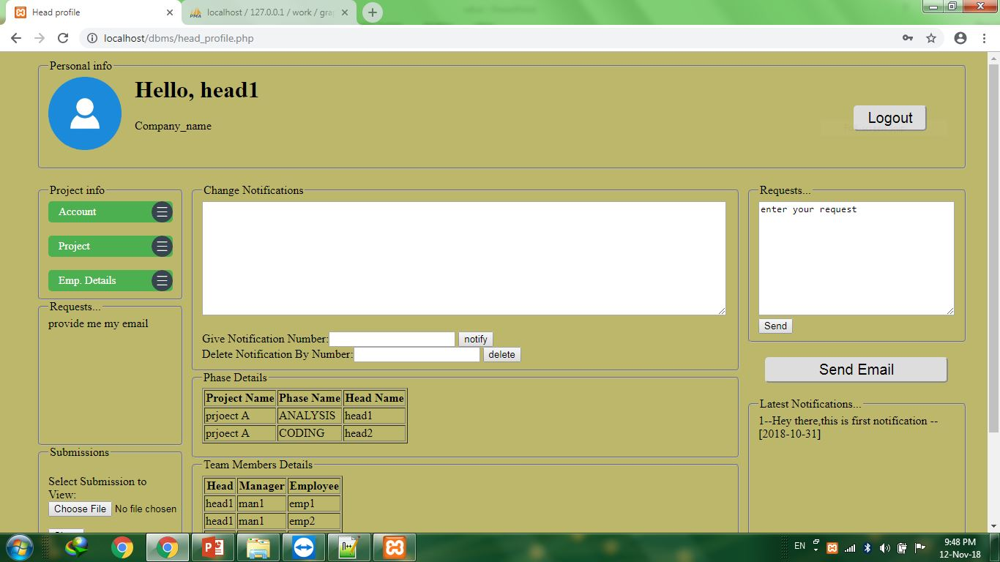 Head profile
localhost / 127.0.0.1 / work / gra
localhost/dbms/head_profile.php
Personal info
Hello, head1
Company_name
Logout
Project info
Account
Project
Emp. Details
Requests...
provide me my email
Submissions
Select Submission to
View:
Choose File No file chosen
Change Notifications
Give Notification Number: notify
Delete Notification By Number: delete
Phase Details
Project Name Phase Name Head Name
prjoect A ANALYSIS head1
prjoect A CODING head2
Team Members Details
Head Manager Employee
head1 man1 emp1
head1 man1 emp2
Requests...
enter your request
Send
Send Email
Latest Notifications...
1--Hey there,this is first notification --
[2018-10-31]
EN
9:48 PM
12-Nov-18